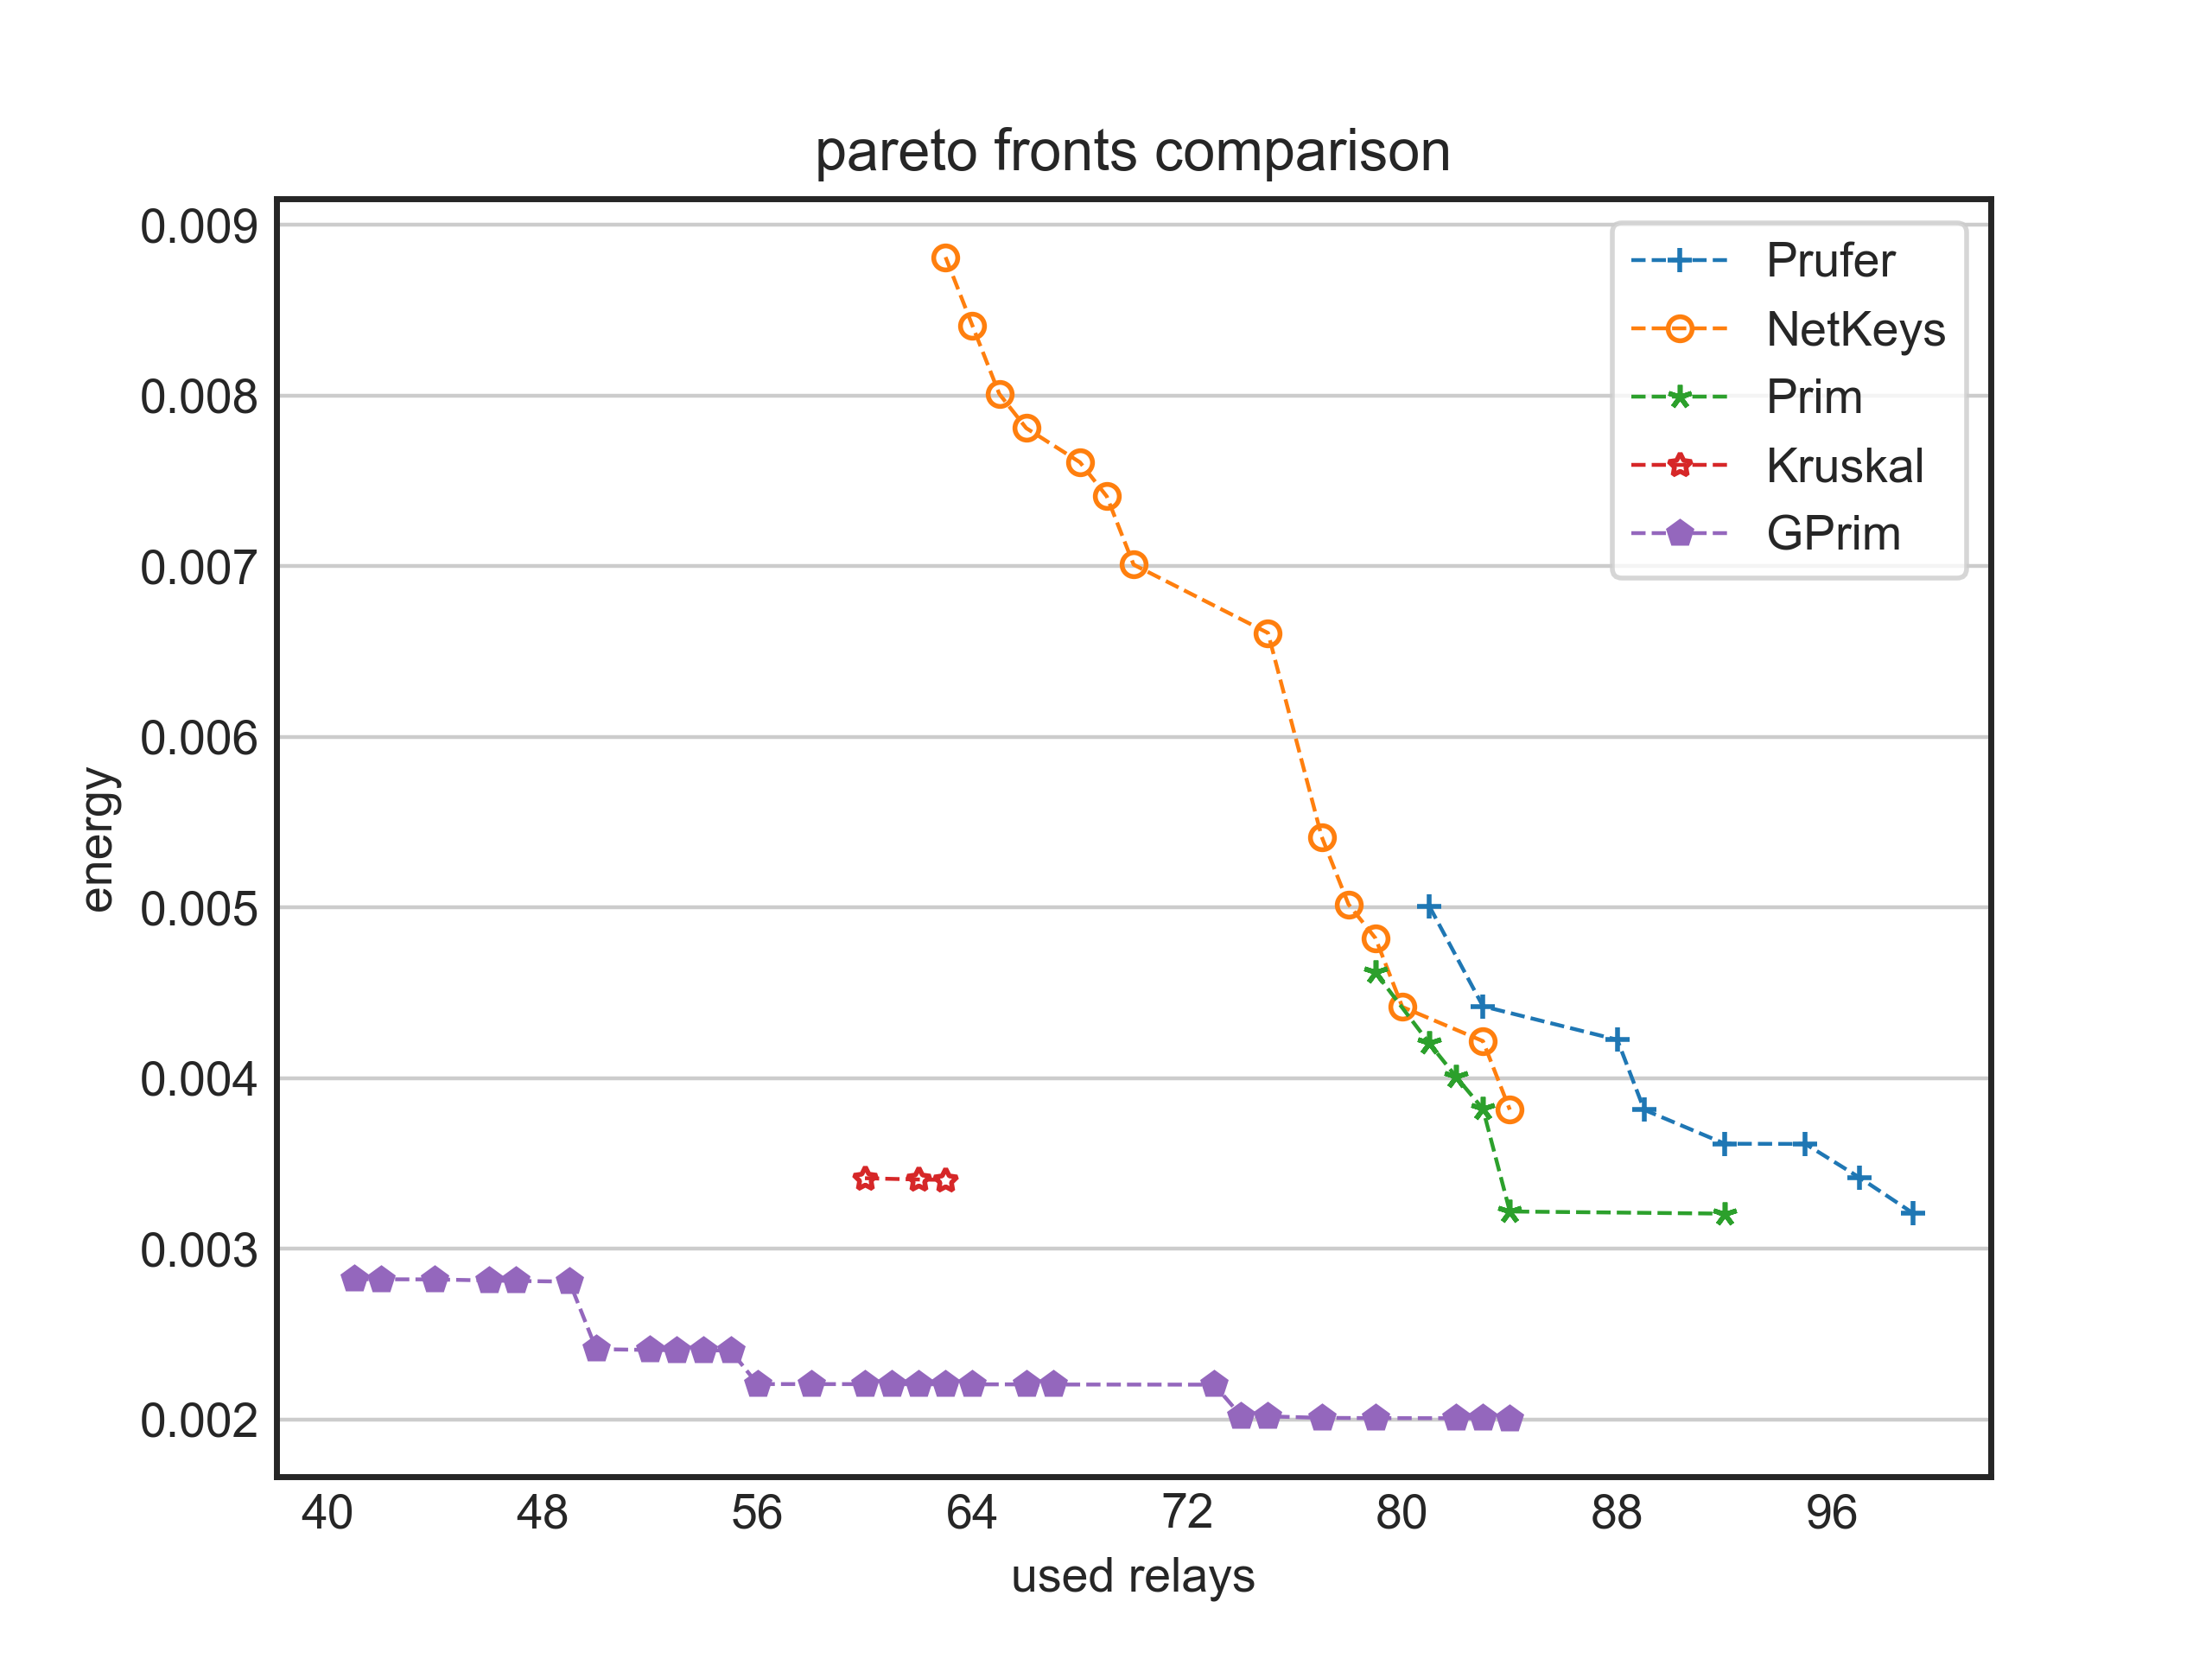 pareto fronts comparison
0.009
0.008
0.007
0.006
0.005
0.004
0.003
0.002
energy
Prufer
NetKeys
Prim
Kruskal
GPrim
40 48 56 64 72 80 88 96
used relays